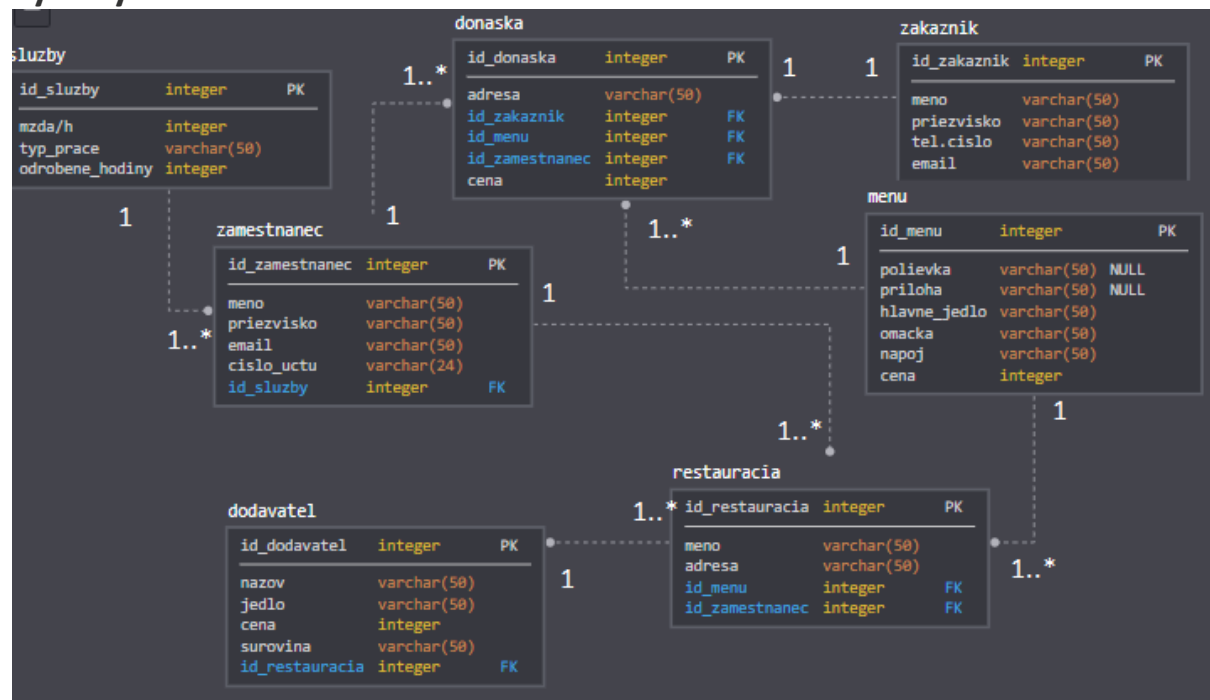 donaska
id_donaska integer PK
adresa varchar(50)
id_zakaznik integer FK
id_menu integer FK
id_zamestnanec integer FK
cena integer
zakaznik
id_zakaznik integer PK
meno varchar(50)
priezvisko varchar(50)
tel.cislo varchar(50)
email varchar(50)
sluzby
id_sluzby integer PK
mzda/h integer
typ_prace varchar(50)
odrobene_hodiny integer
1..*
1
1
1
1
1..*
1
menu
id_menu integer PK
polievka varchar(50) NULL
priloha varchar(50) NULL
hlavne_jedlo varchar(50)
omacka varchar(50)
napoj varchar(50)
cena integer
zamestnanec
id_zamestnanec integer PK
meno varchar(50)
priezvisko varchar(50)
email varchar(50)
cislo_uctu varchar(24)
id_sluzby integer FK
1
1..*
1
1..*
restauracia
id_restauracia integer PK
meno varchar(50)
adresa varchar(50)
id_menu integer FK
id_zamestnanec integer FK
1..*
1..*
1
dodavatel
id_dodavatel integer PK
nazov varchar(50)
jedlo varchar(50)
cena integer
surovina varchar(50)
id_restauracia integer FK